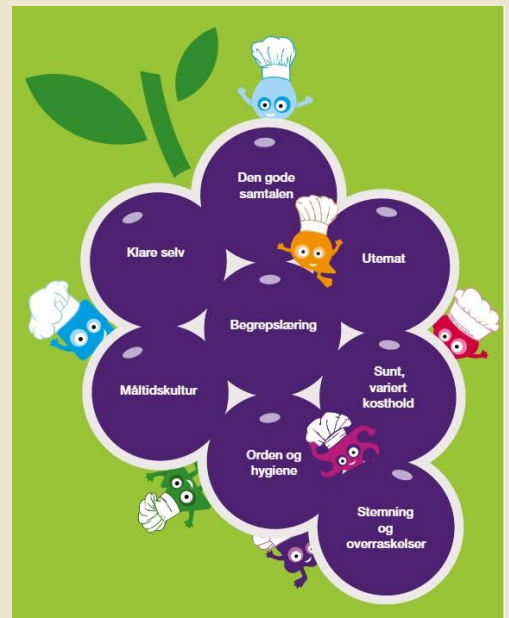 Den gode
samtalen
Klare selv
Utemat
Begrepslæring
Måltidskultur
Sunt,
variert
kosthold
Orden og
hygiene
Stemning
og
overraskelser